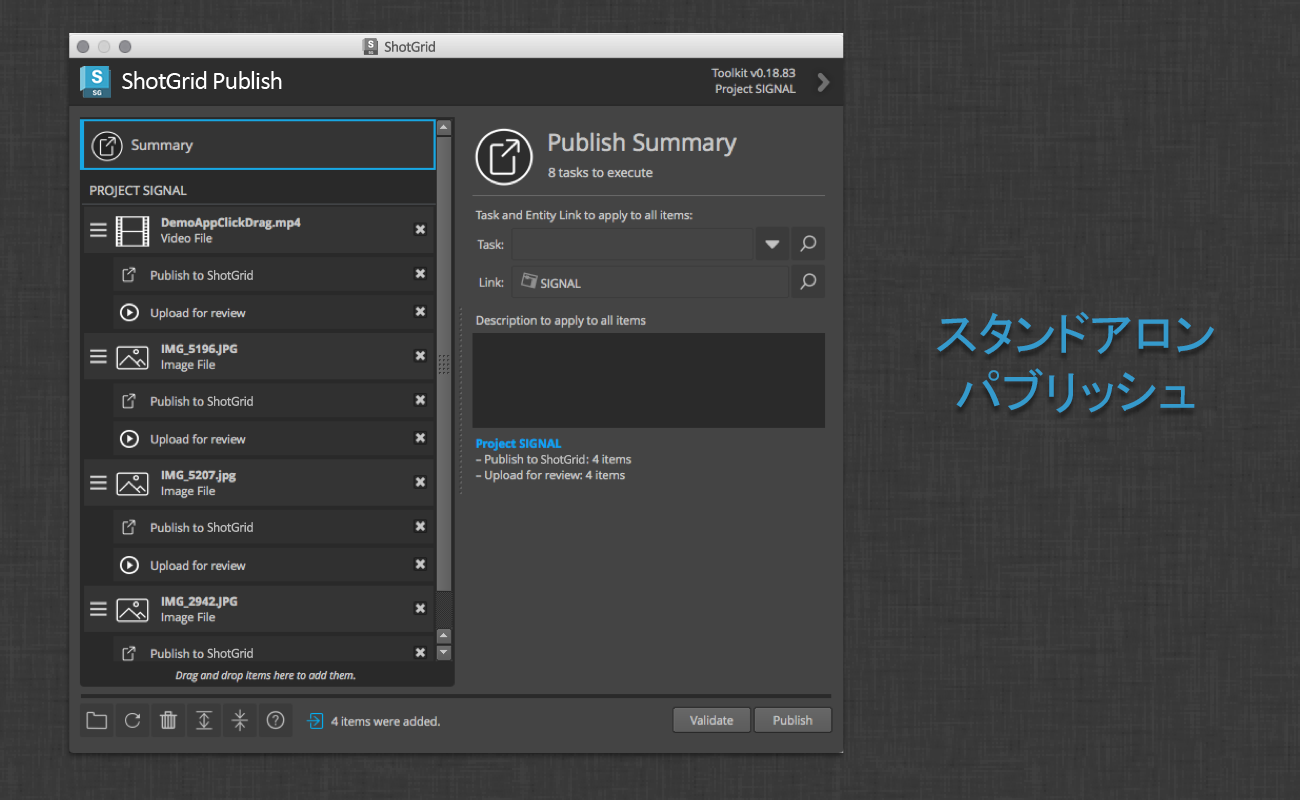 S SG ShotGrid
S
SG
ShotGrid Publish
Toolkit v0.18.83
Project SIGNAL
Summary
PROJECT SIGNAL
DemoAppClickDrag.mp4
Video File
Publish to ShotGrid
Upload for review
IMG_5196.JPG
Image File
Publish to ShotGrid
Upload for review
IMG_5207.jpg
Image File
Publish to ShotGrid
Upload for review
IMG_2942.JPG
Image File
Publish to ShotGrid
Drag and drop items here to add them.
Publish Summary
8 tasks to execute
Task and Entity Link to apply to all items:
Task:
Link: SIGNAL
Description to apply to all items
Project SIGNAL
– Publish to ShotGrid: 4 items
– Upload for review: 4 items
4 items were added.
Validate
Publish
スタンドアロン
パブリッシュ